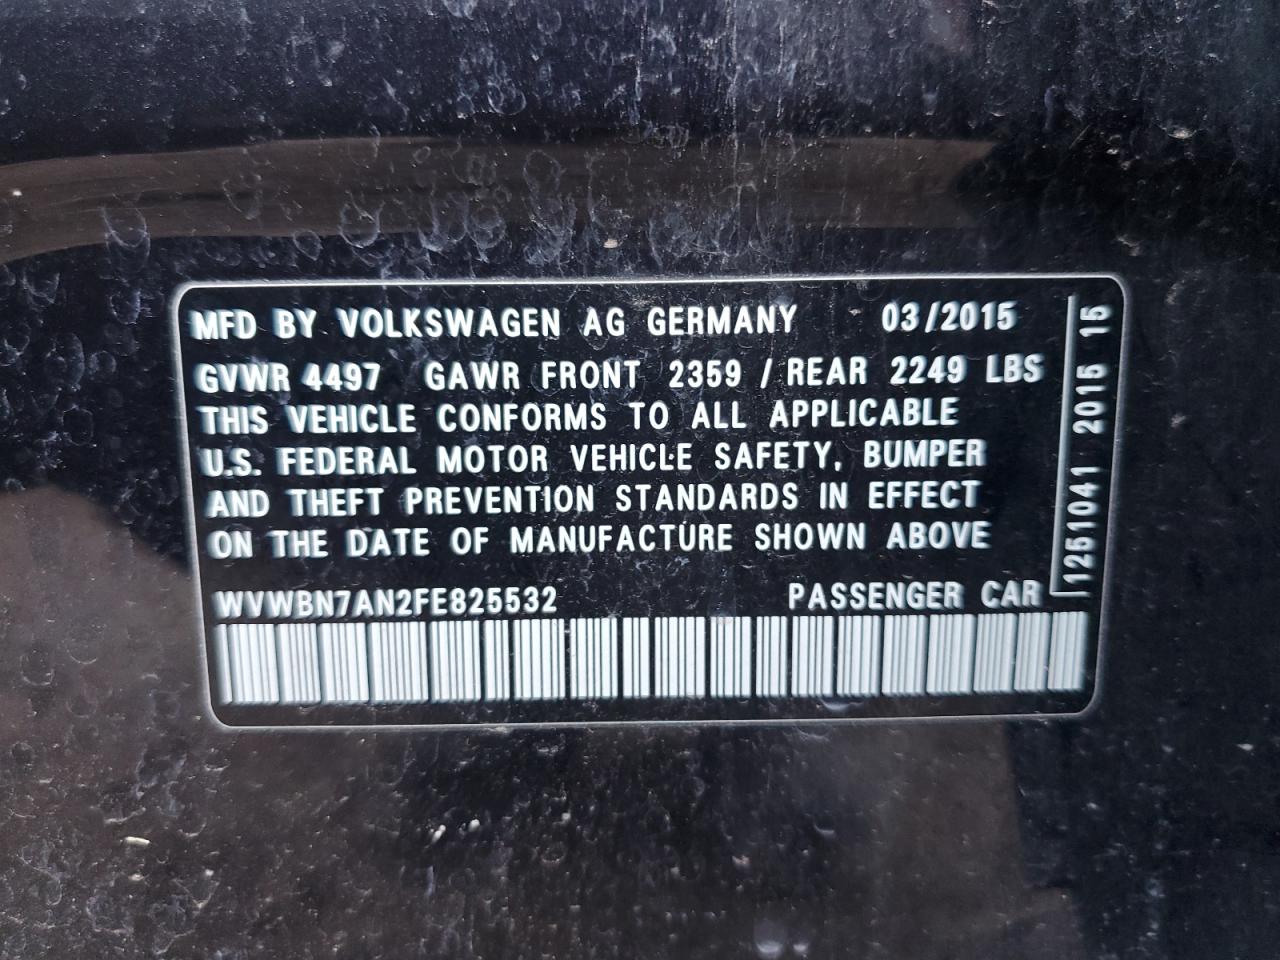 MFD BY VOLKSWAGEN AG GERMANY 03/2015
GVWR 4497 GAWR FRONT 2359 / REAR 2249 LBS
THIS VEHICLE CONFORMS TO ALL APPLICABLE
U.S. FEDERAL MOTOR VEHICLE SAFETY, BUMPER
AND THEFT PREVENTION STANDARDS IN EFFECT
ON THE DATE OF MANUFACTURE SHOWN ABOVE
WVWBN7AN2FE825532 PASSENGER CAR
1251041 2015 15